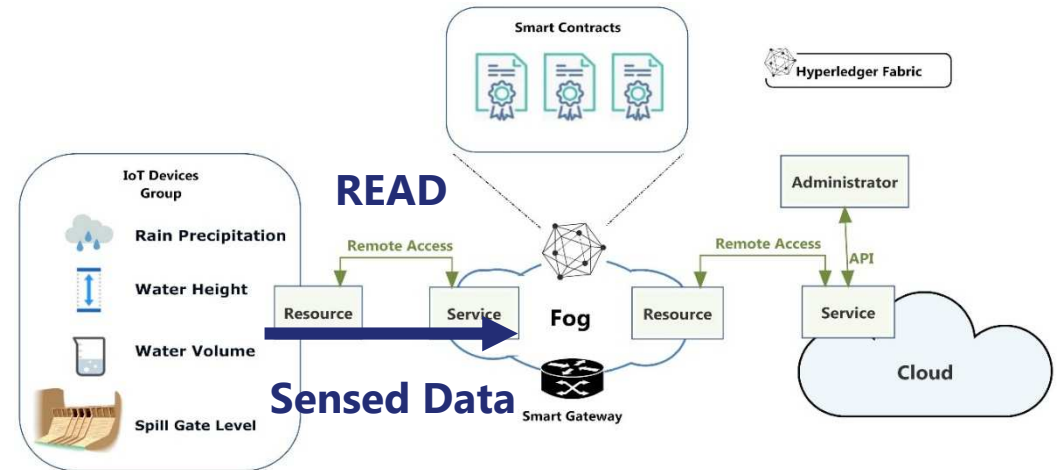 Smart Contracts
Hyperledger Fabric
IoT Devices
Group
READ
Administrator
Rain Precipitation
Remote Access
Remote Access
API
Water Height
Resource
Service
Fog
Resource
Service
Water Volume
Cloud
Sensed Data
Smart Gateway
Spill Gate Level